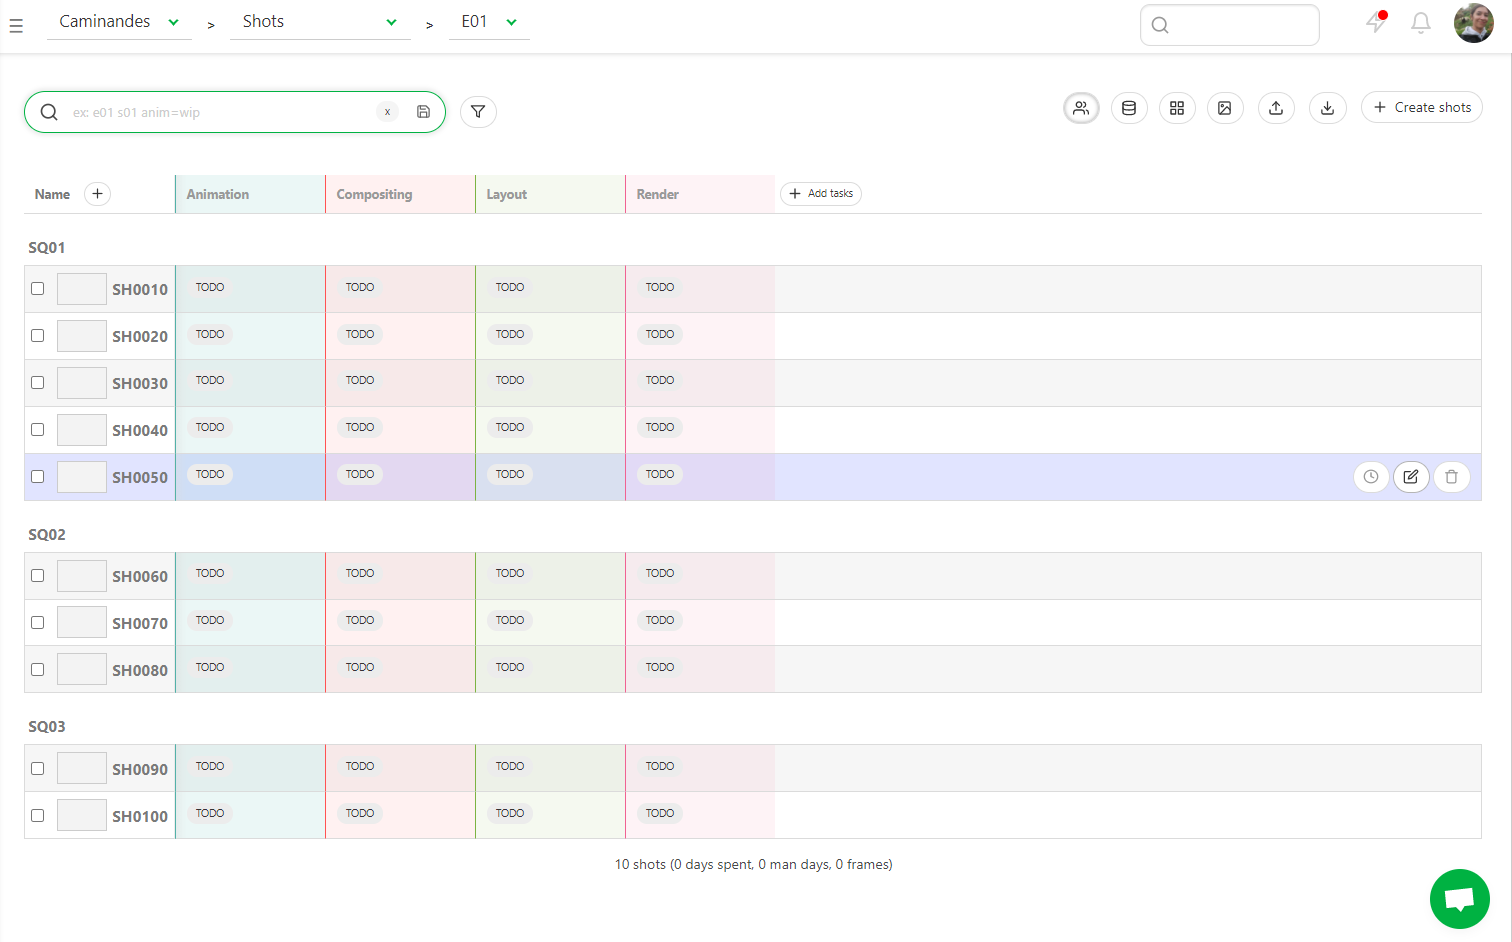 Caminandes > Shots > E01
ex: e01 s01 anim=wip x
+ Create shots
Name + Animation Compositing Layout Render + Add tasks
SQ01
SH0010 TODO TODO TODO TODO
SH0020 TODO TODO TODO TODO
SH0030 TODO TODO TODO TODO
SH0040 TODO TODO TODO TODO
SH0050 TODO TODO TODO TODO
SQ02
SH0060 TODO TODO TODO TODO
SH0070 TODO TODO TODO TODO
SH0080 TODO TODO TODO TODO
SQ03
SH0090 TODO TODO TODO TODO
SH0100 TODO TODO TODO TODO
10 shots (0 days spent, 0 man days, 0 frames)